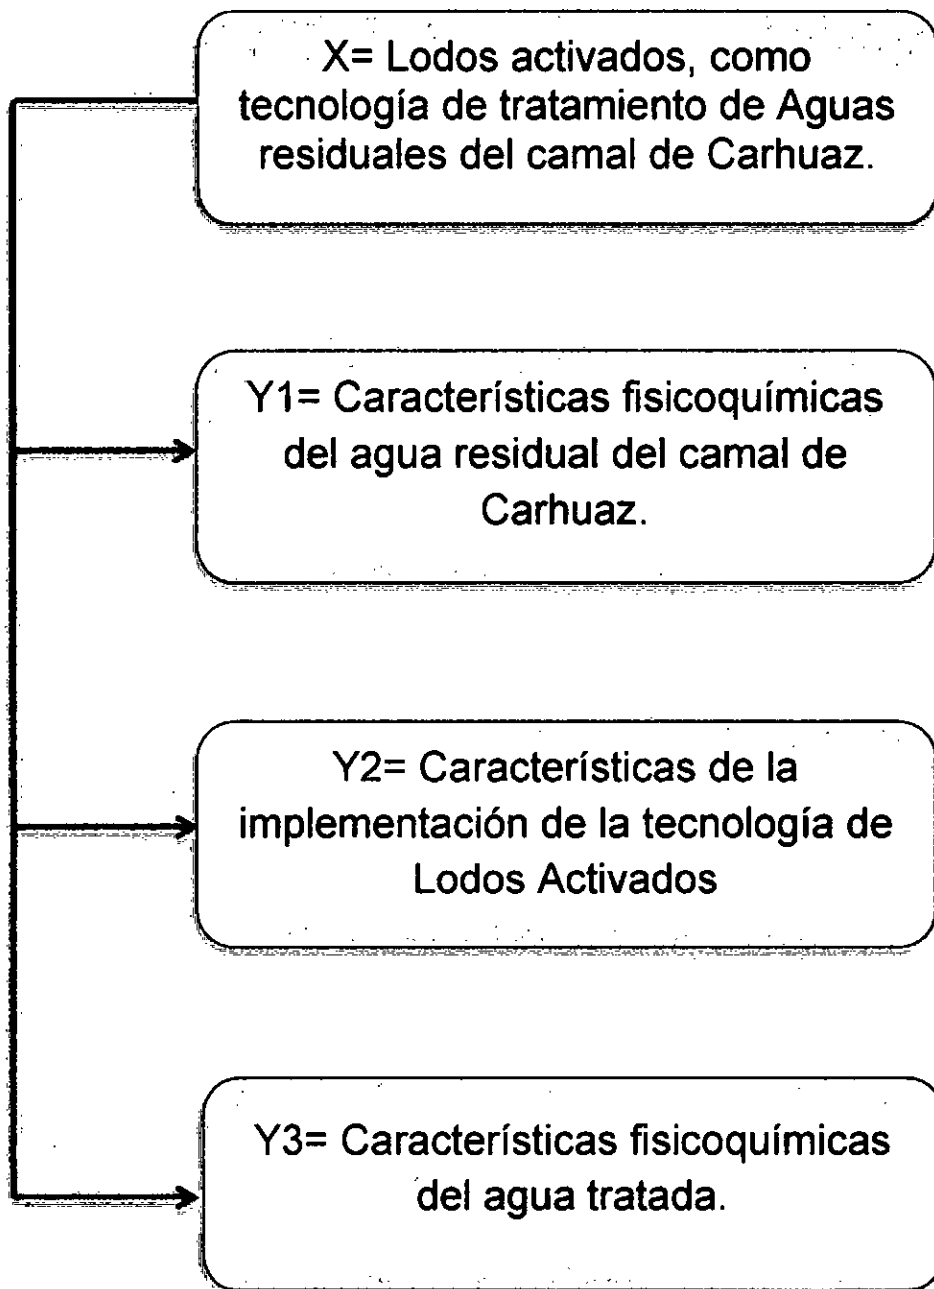 X= Lodos activados, como
tecnología de tratamiento de Aguas
residuales del camal de Carhuaz.
Y1= Características fisicoquímicas
del agua residual del camal de
Carhuaz.
Y2= Características de la
implementación de la tecnología de
Lodos Activados
Y3= Características fisicoquímicas
del agua tratada.